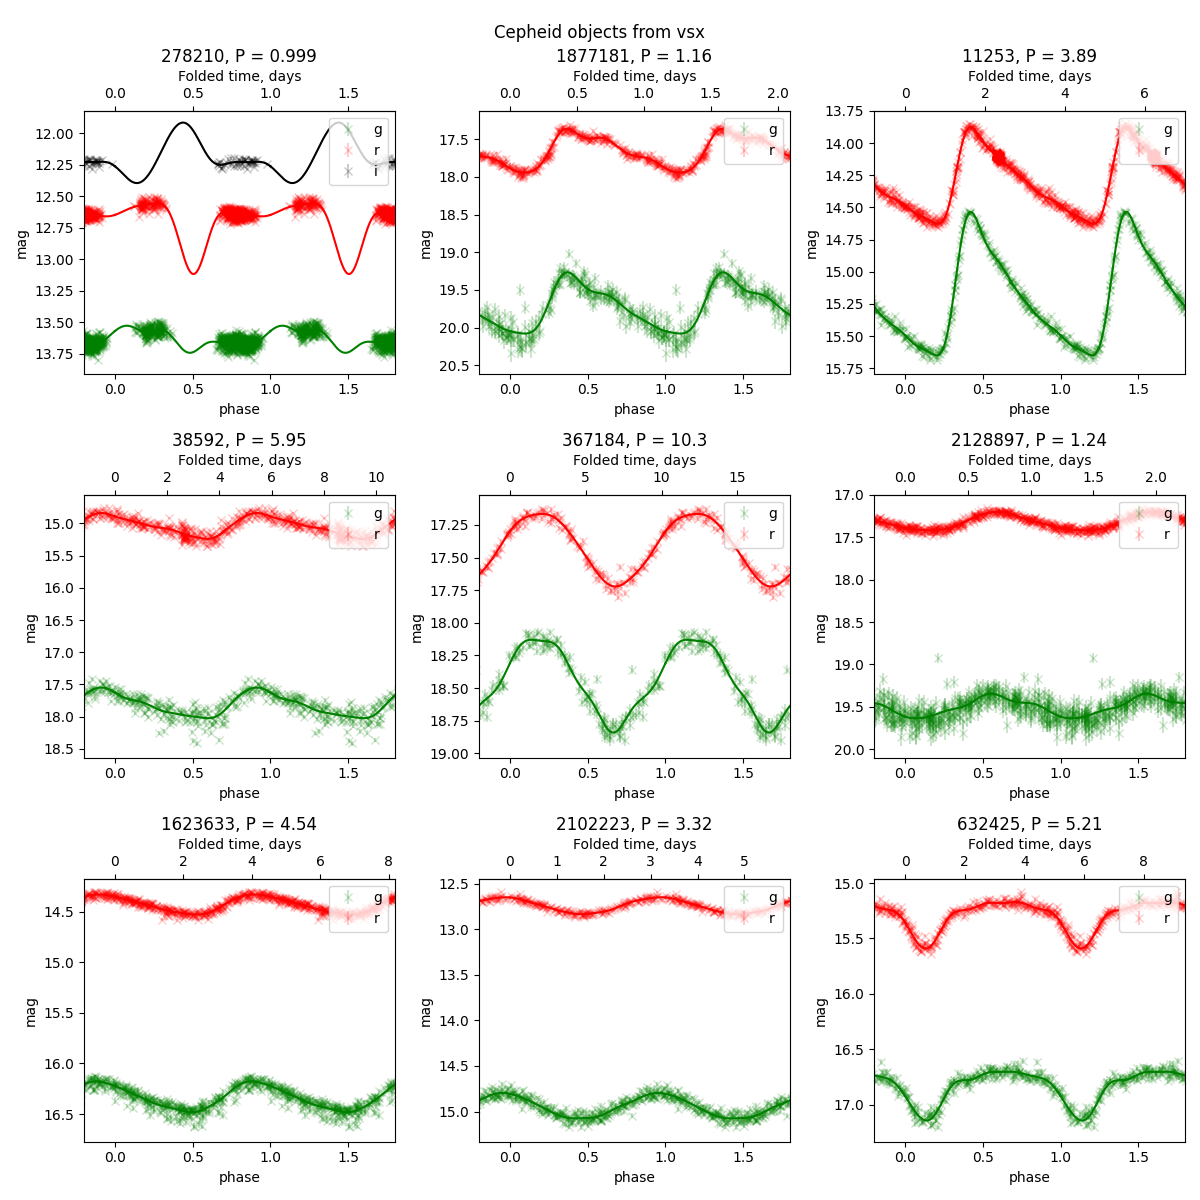 Cepheid objects from vsx
278210, P = 0.999
Folded time, days
0.0 0.5 1.0 1.5
12.00
12.25
12.50
12.75
13.00
13.25
13.50
13.75
mag
g
r
i
0.0 0.5 1.0 1.5
phase
1877181, P = 1.16
Folded time, days
0.0 0.5 1.0 1.5 2.0
17.5
18.0
18.5
19.0
19.5
20.0
20.5
mag
g
r
0.0 0.5 1.0 1.5
phase
11253, P = 3.89
Folded time, days
0 2 4 6
13.75
14.00
14.25
14.50
14.75
15.00
15.25
15.50
15.75
mag
g
r
0.0 0.5 1.0 1.5
phase
38592, P = 5.95
Folded time, days
0 2 4 6 8 10
15.0
15.5
16.0
16.5
17.0
17.5
18.0
18.5
mag
g
r
0.0 0.5 1.0 1.5
phase
367184, P = 10.3
Folded time, days
0 5 10 15
17.25
17.50
17.75
18.00
18.25
18.50
18.75
19.00
mag
g
r
0.0 0.5 1.0 1.5
phase
2128897, P = 1.24
Folded time, days
0.0 0.5 1.0 1.5 2.0
17.0
17.5
18.0
18.5
19.0
19.5
20.0
mag
g
r
0.0 0.5 1.0 1.5
phase
1623633, P = 4.54
Folded time, days
0 2 4 6 8
14.5
15.0
15.5
16.0
16.5
mag
g
r
0.0 0.5 1.0 1.5
phase
2102223, P = 3.32
Folded time, days
0 1 2 3 4 5
12.5
13.0
13.5
14.0
14.5
15.0
mag
g
r
0.0 0.5 1.0 1.5
phase
632425, P = 5.21
Folded time, days
0 2 4 6 8
15.0
15.5
16.0
16.5
17.0
mag
g
r
0.0 0.5 1.0 1.5
phase